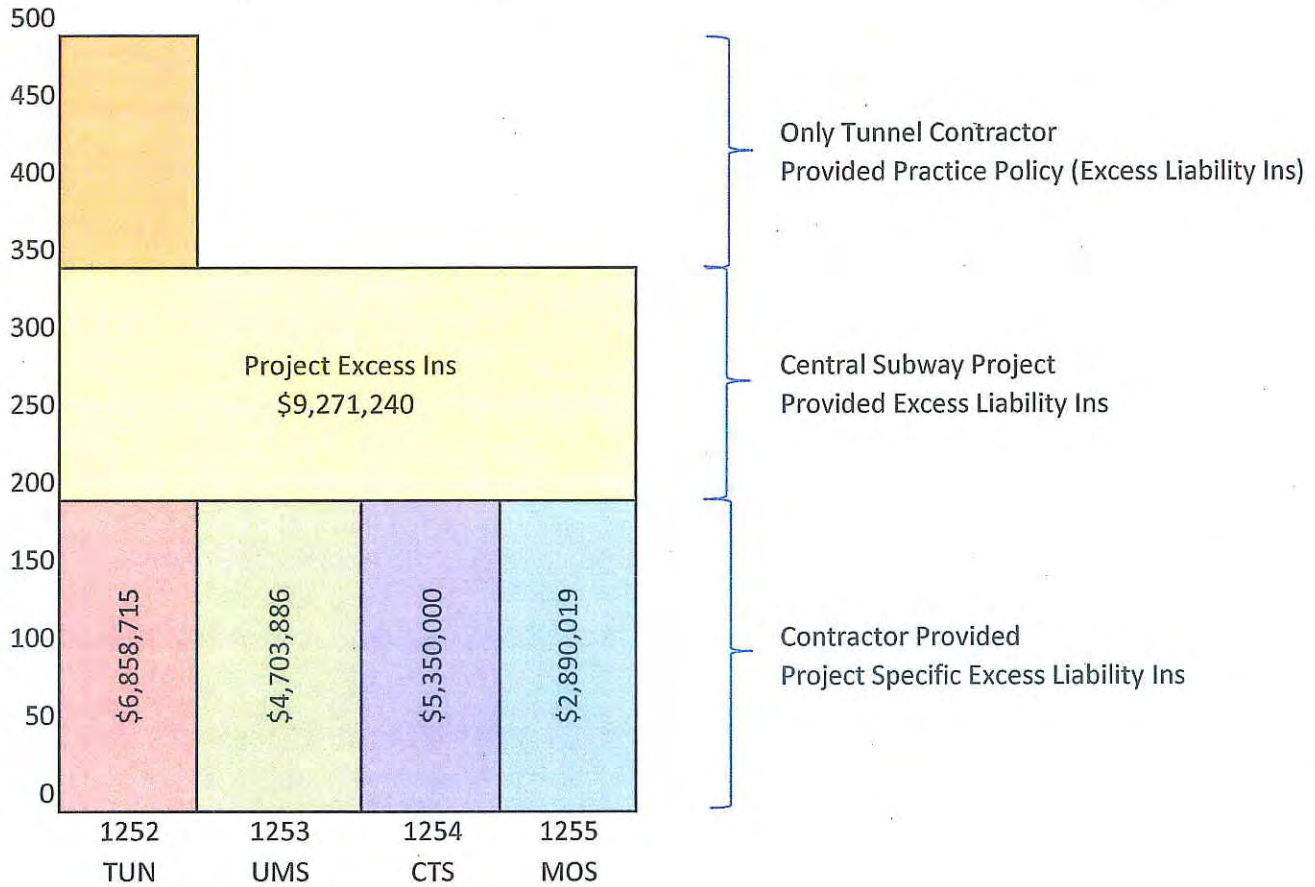 500
450
400
350
300
250
200
150
100
50
0
Only Tunnel Contractor
Provided Practice Policy (Excess Liability Ins)
Project Excess Ins
$9,271,240
Central Subway Project
Provided Excess Liability Ins
$6,858,715
$4,703,886
$5,350,000
$2,890,019
Contractor Provided
Project Specific Excess Liability Ins
1252
TUN
1253
UMS
1254
CTS
1255
MOS